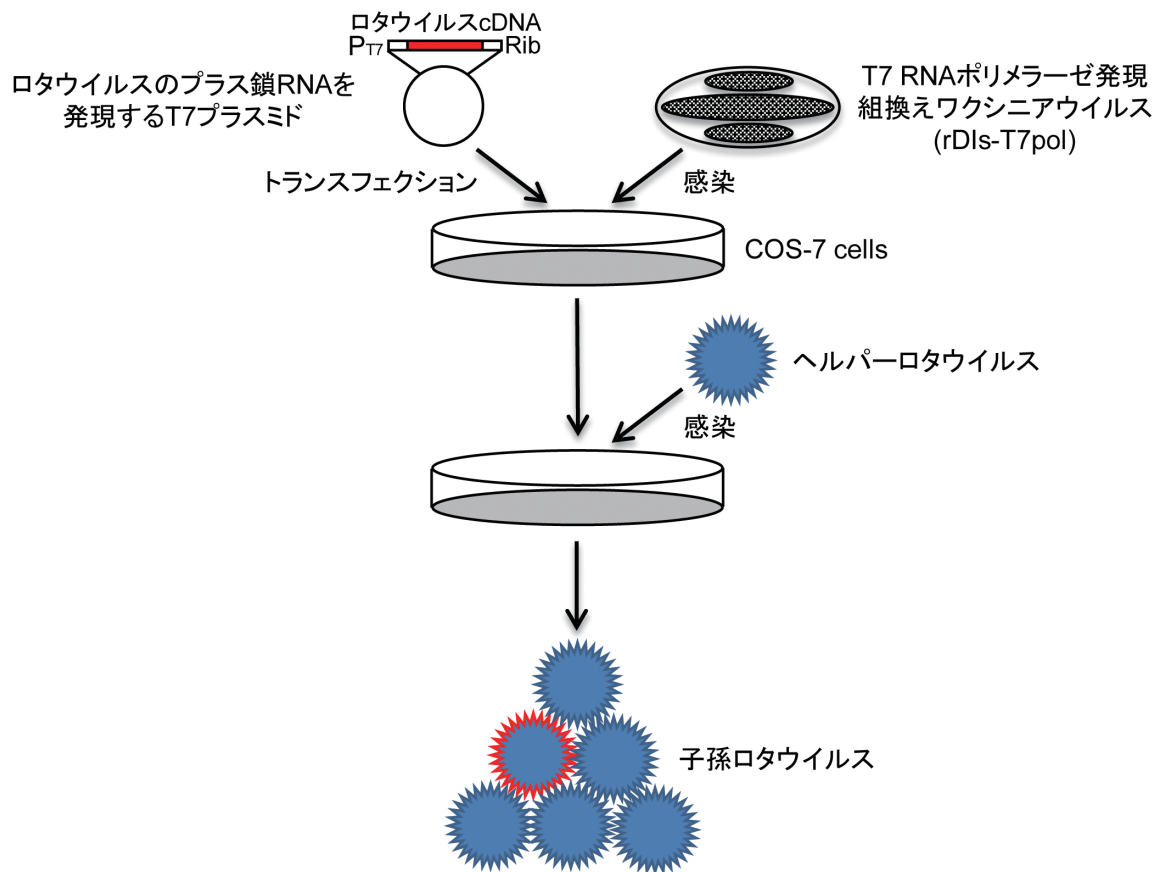 ロタウイルスcDNA
PT7
Rib
ロタウイルスのプラス鎖RNAを
発現するT7プラスミド
T7 RNAポリメラーゼ発現
組換えワクシニアウイルス
(rDIs-T7pol)
トランスフェクション
感染
COS-7 cells
ヘルパーロタウイルス
感染
子孫ロタウイルス